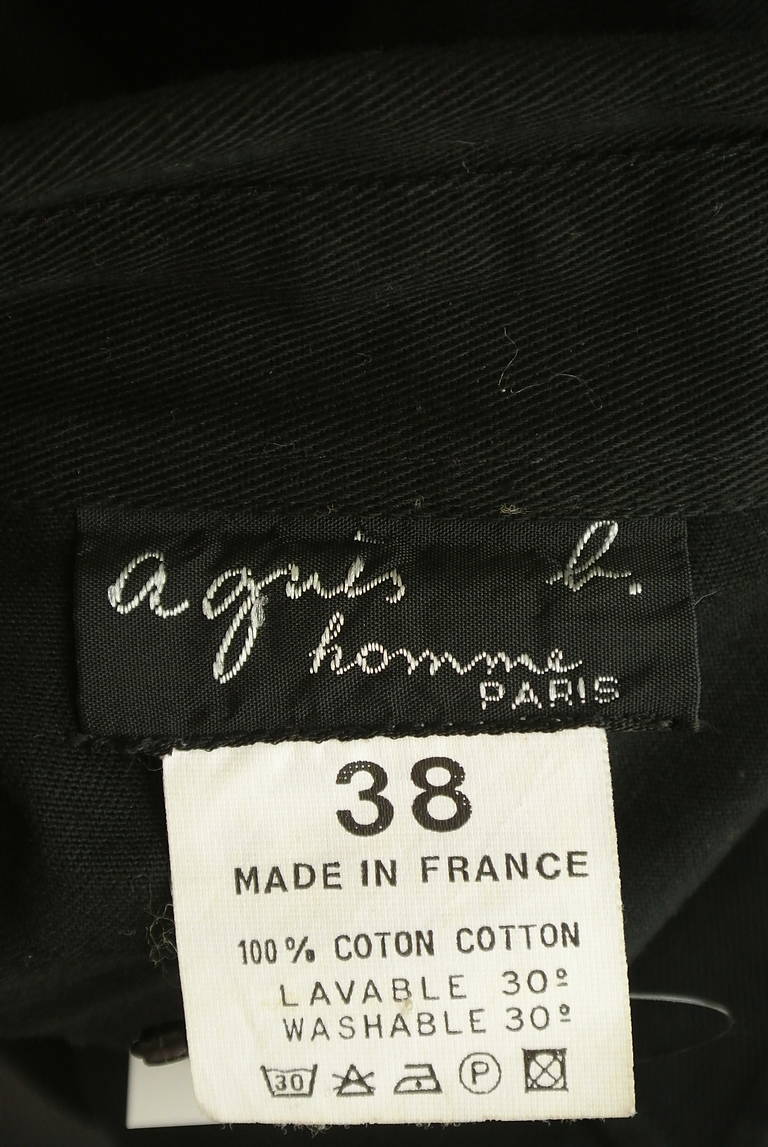 agnès b.
homme
PARIS
38
MADE IN FRANCE
100% COTON COTTON
LAVABLE 30º
WASHABLE 30º
30 P